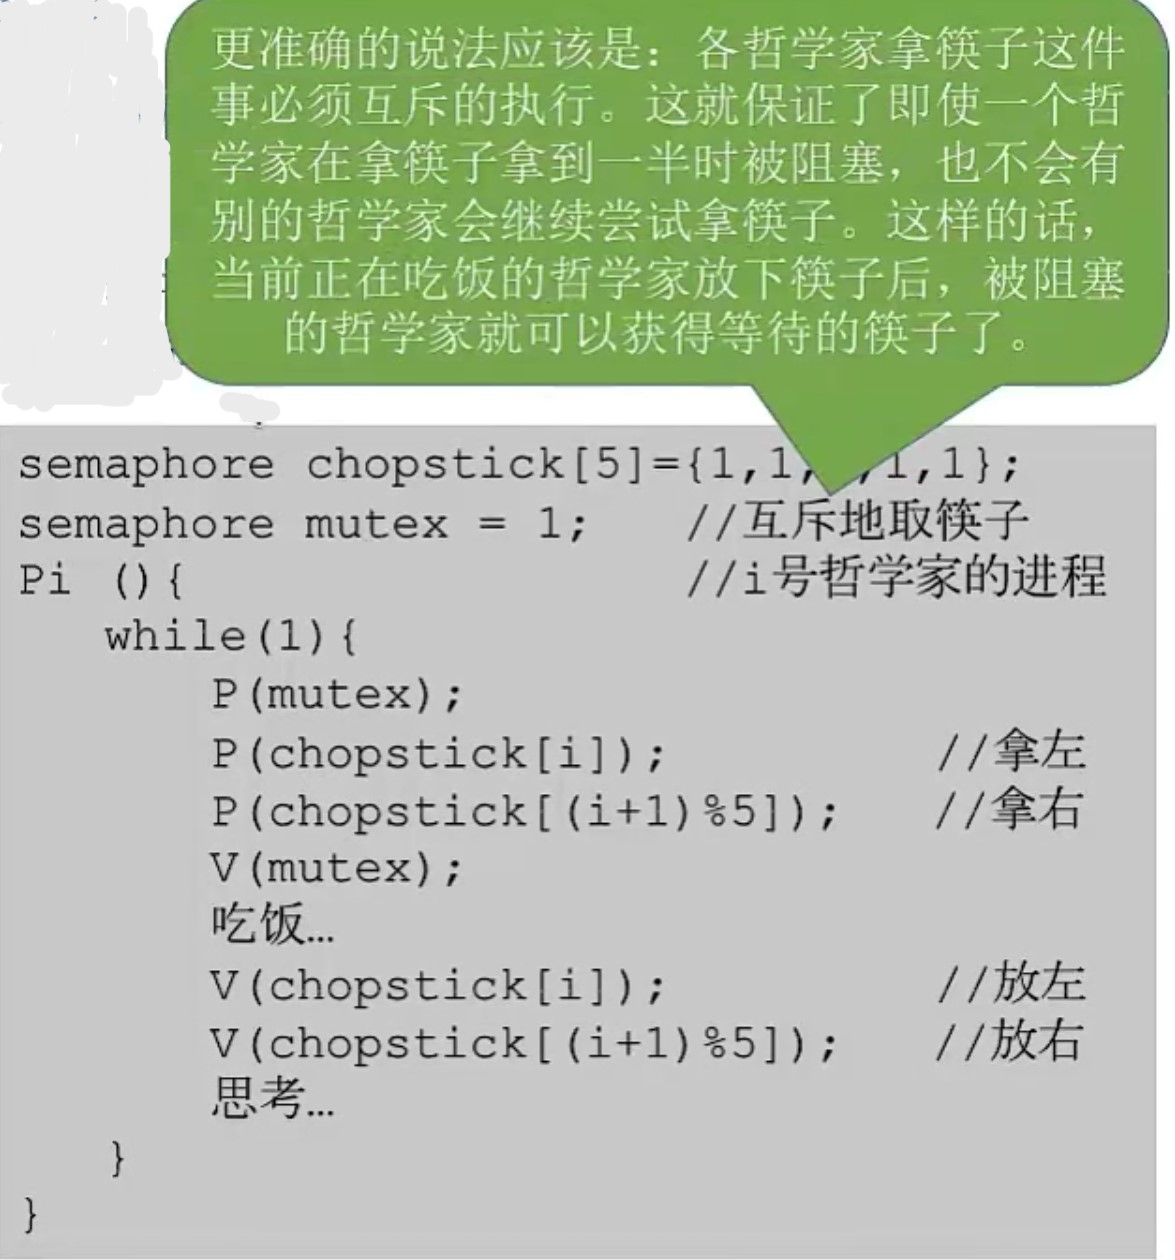 更准确的说法应该是：各哲学家拿筷子这件
事必须互斥的执行。这就保证了即使一个哲
学家在拿筷子拿到一半时被阻塞，也不会有
别的哲学家会继续尝试拿筷子。这样的话，
当前正在吃饭的哲学家放下筷子后，被阻塞
的哲学家就可以获得等待的筷子了。
semaphore chopstick[5]={1,1, ,1,1};
semaphore mutex = 1; //互斥地取筷子
Pi (){ //i号哲学家的进程
while(1){
P(mutex);
P(chopstick[i]); //拿左
P(chopstick[(i+1)%5]); //拿右
V(mutex);
吃饭…
V(chopstick[i]); //放左
V(chopstick[(i+1)%5]); //放右
思考…
}
}